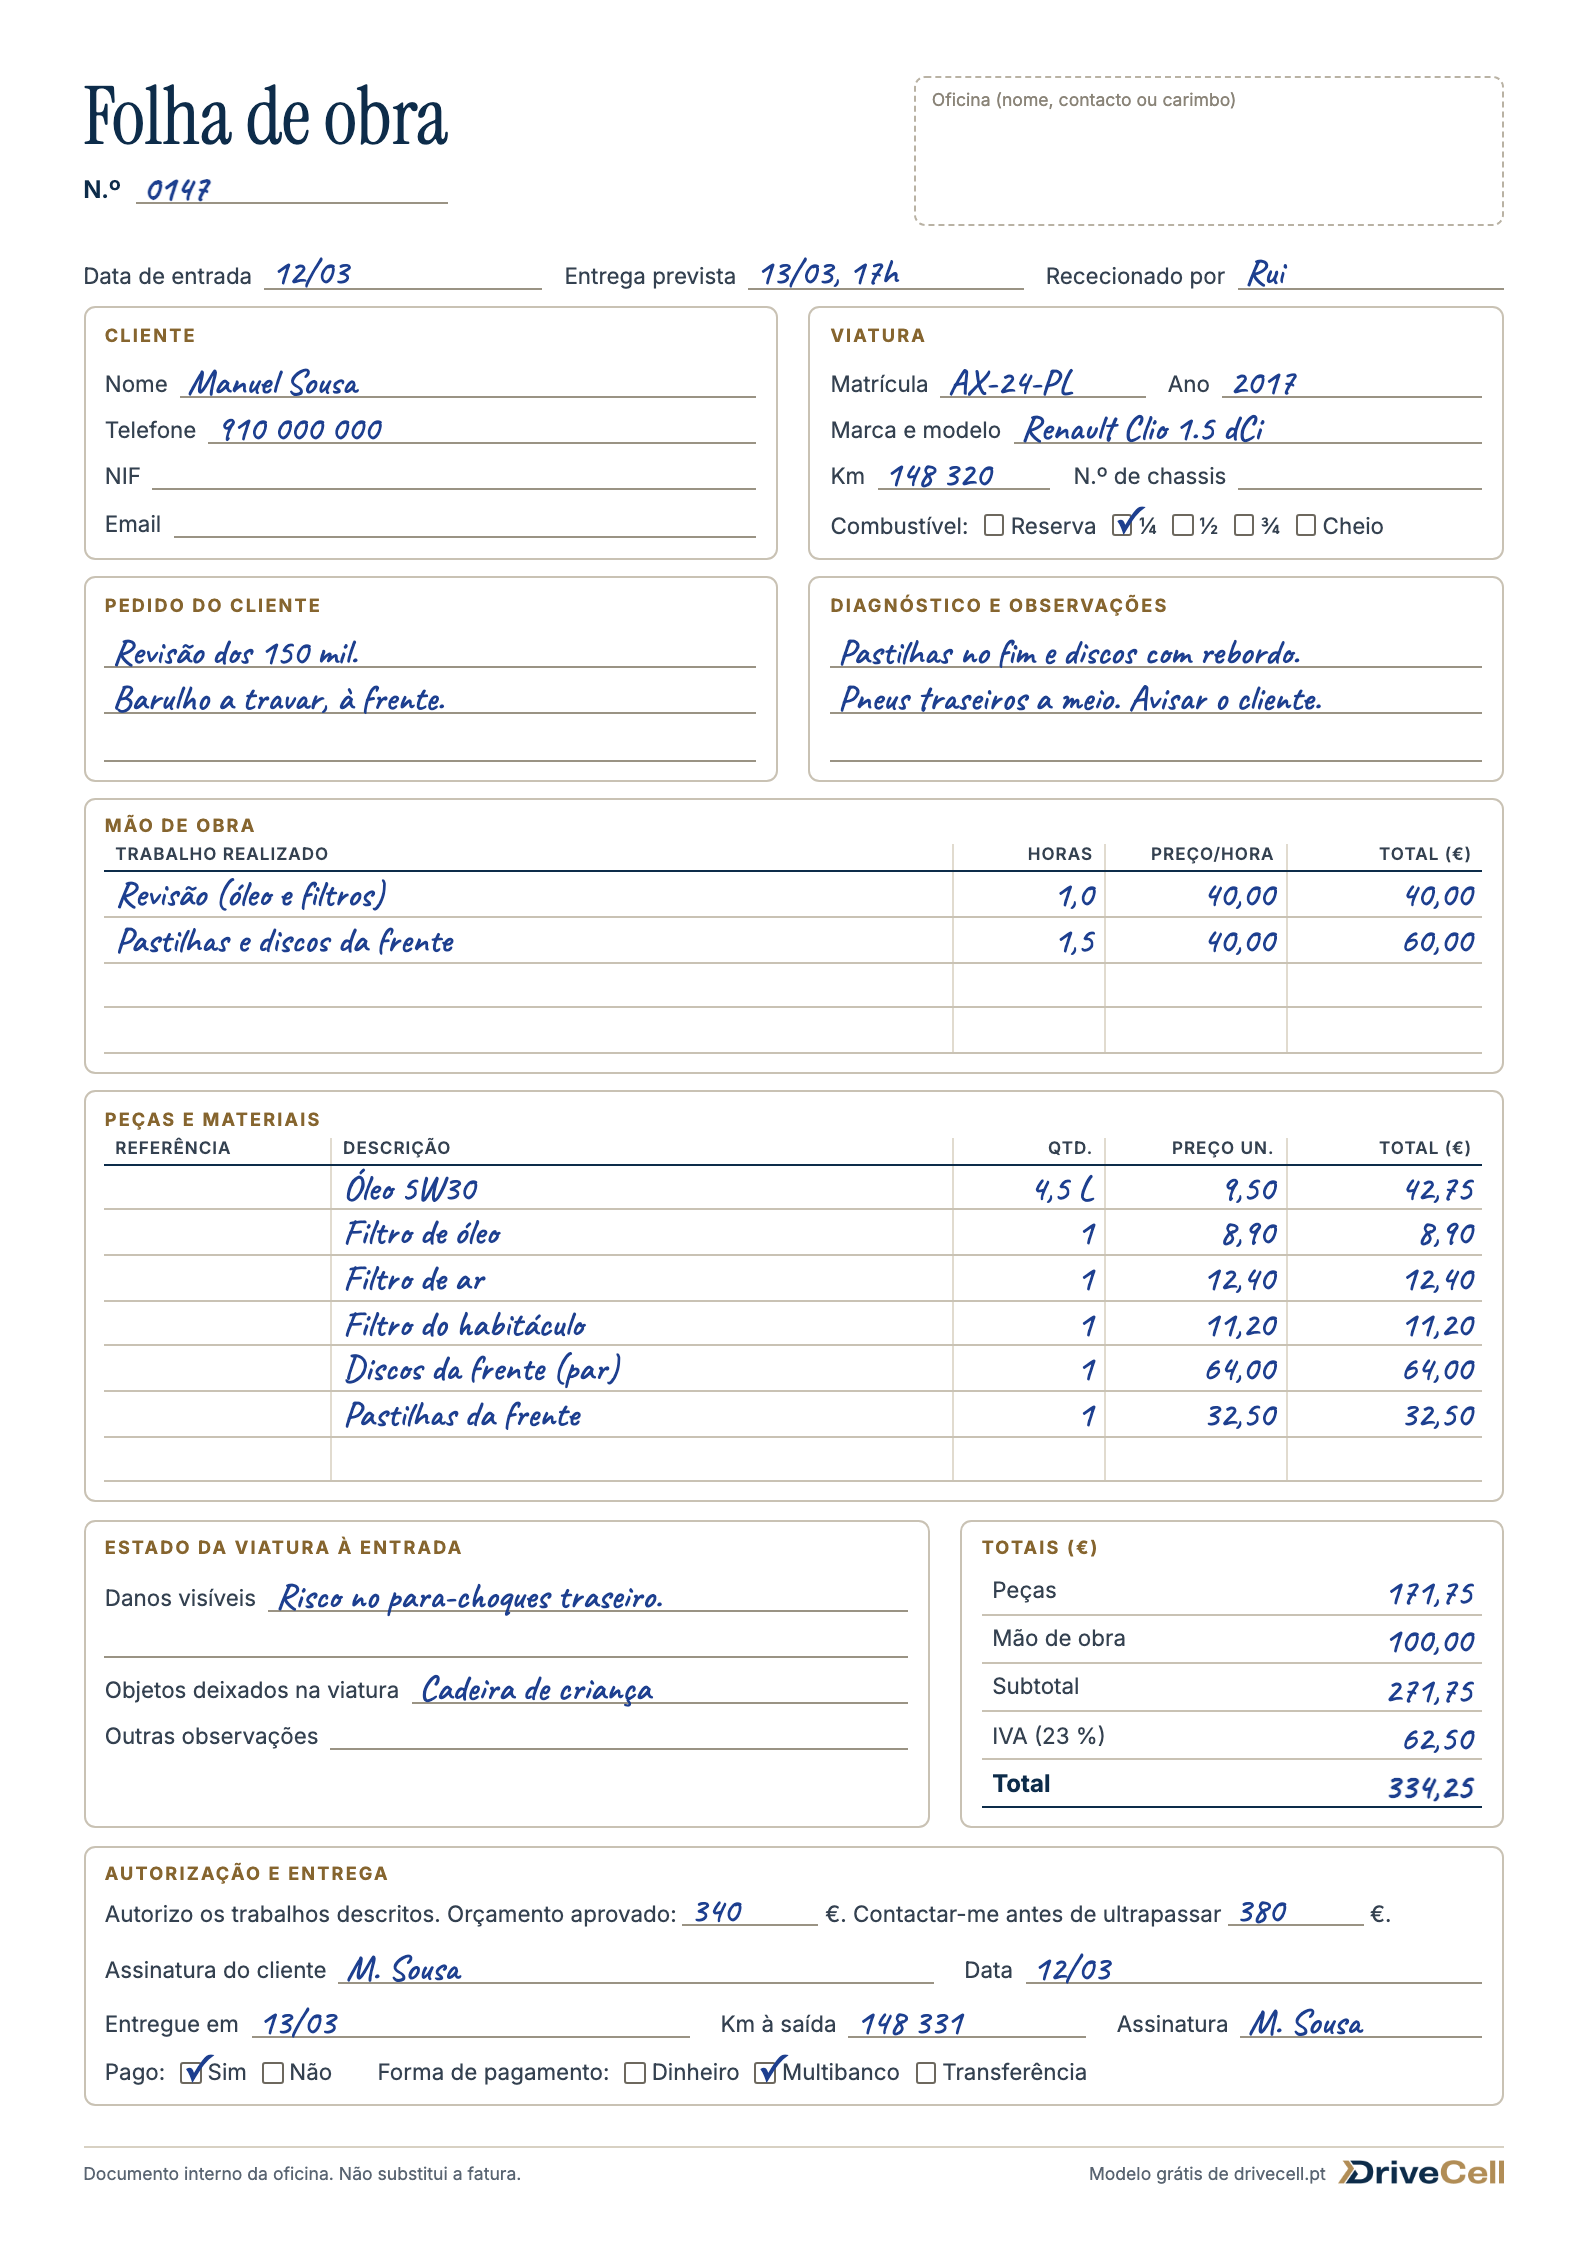 Folha de obra
Oficina (nome, contacto ou carimbo)
N.º 0147
Data de entrada 12/03 Entrega prevista 13/03, 17h Rececionado por Rui
CLIENTE
Nome Manuel Sousa
Telefone 910 000 000
NIF
Email
VIATURA
Matrícula AX-24-PL Ano 2017
Marca e modelo Renault Clio 1.5 dCi
Km 148 320 N.º de chassis
Combustível: Reserva ¼ ½ ¾ Cheio
PEDIDO DO CLIENTE
Revisão dos 150 mil.
Barulho a travar, à frente.
DIAGNÓSTICO E OBSERVAÇÕES
Pastilhas no fim e discos com rebordo.
Pneus traseiros a meio. Avisar o cliente.
MÃO DE OBRA
TRABALHO REALIZADO HORAS PREÇO/HORA TOTAL (€)
Revisão (óleo e filtros) 1,0 40,00 40,00
Pastilhas e discos da frente 1,5 40,00 60,00
PEÇAS E MATERIAIS
REFERÊNCIA DESCRIÇÃO QTD. PREÇO UN. TOTAL (€)
Óleo 5W30 4,5 L 9,50 42,75
Filtro de óleo 1 8,90 8,90
Filtro de ar 1 12,40 12,40
Filtro do habitáculo 1 11,20 11,20
Discos da frente (par) 1 64,00 64,00
Pastilhas da frente 1 32,50 32,50
ESTADO DA VIATURA À ENTRADA
Danos visíveis Risco no para-choques traseiro.
Objetos deixados na viatura Cadeira de criança
Outras observações
TOTAIS (€)
Peças 171,75
Mão de obra 100,00
Subtotal 271,75
IVA (23 %) 62,50
Total 334,25
AUTORIZAÇÃO E ENTREGA
Autorizo os trabalhos descritos. Orçamento aprovado: 340 €. Contactar-me antes de ultrapassar 380 €.
Assinatura do cliente M. Sousa Data 12/03
Entregue em 13/03 Km à saída 148 331 Assinatura M. Sousa
Pago: Sim Não Forma de pagamento: Dinheiro Multibanco Transferência
Documento interno da oficina. Não substitui a fatura. Modelo grátis de drivecell.pt DriveCell